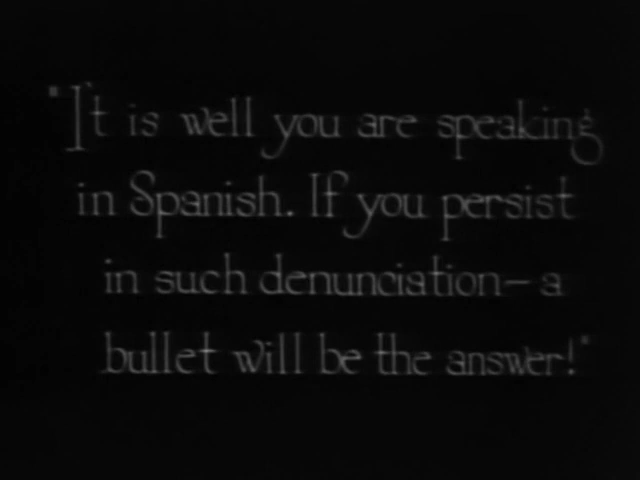 "It is well you are speaking
in Spanish. If you persist
in such denunciation— a
bullet will be the answer!"